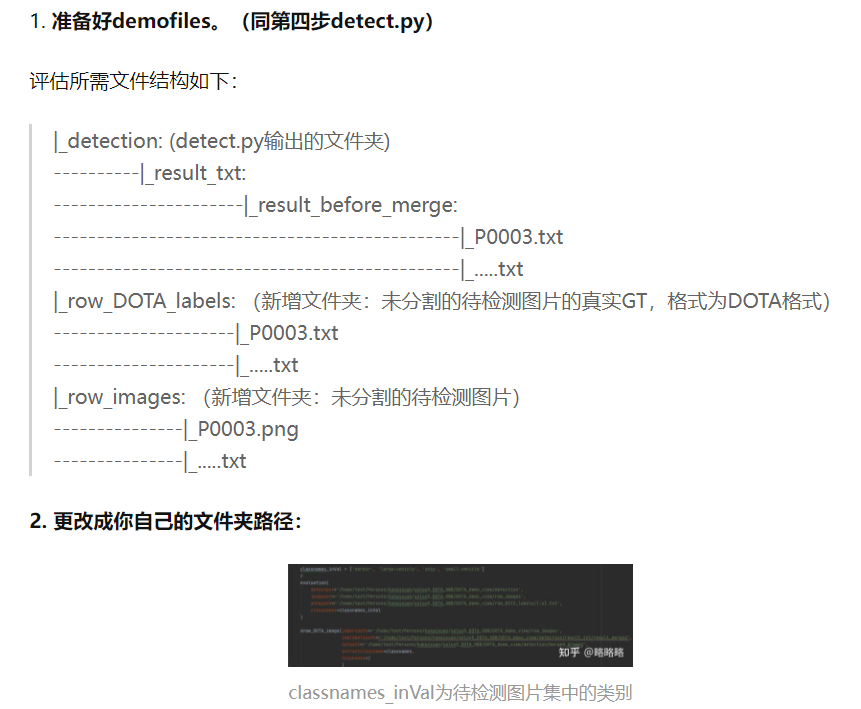 1. 准备好demofiles。（同第四步detect.py）
评估所需文件结构如下：
|_detection: (detect.py输出的文件夹)
----------|_result_txt:
----------------------|_result_before_merge:
-----------------------------------------------|_P0003.txt
-----------------------------------------------|_.....txt
|_row_DOTA_labels: （新增文件夹：未分割的待检测图片的真实GT，格式为DOTA格式）
---------------------|_P0003.txt
---------------------|_.....txt
|_row_images: （新增文件夹：未分割的待检测图片）
---------------|_P0003.png
---------------|_.....txt
2. 更改成你自己的文件夹路径：
知乎 @略略略
classnames_inVal为待检测图片集中的类别